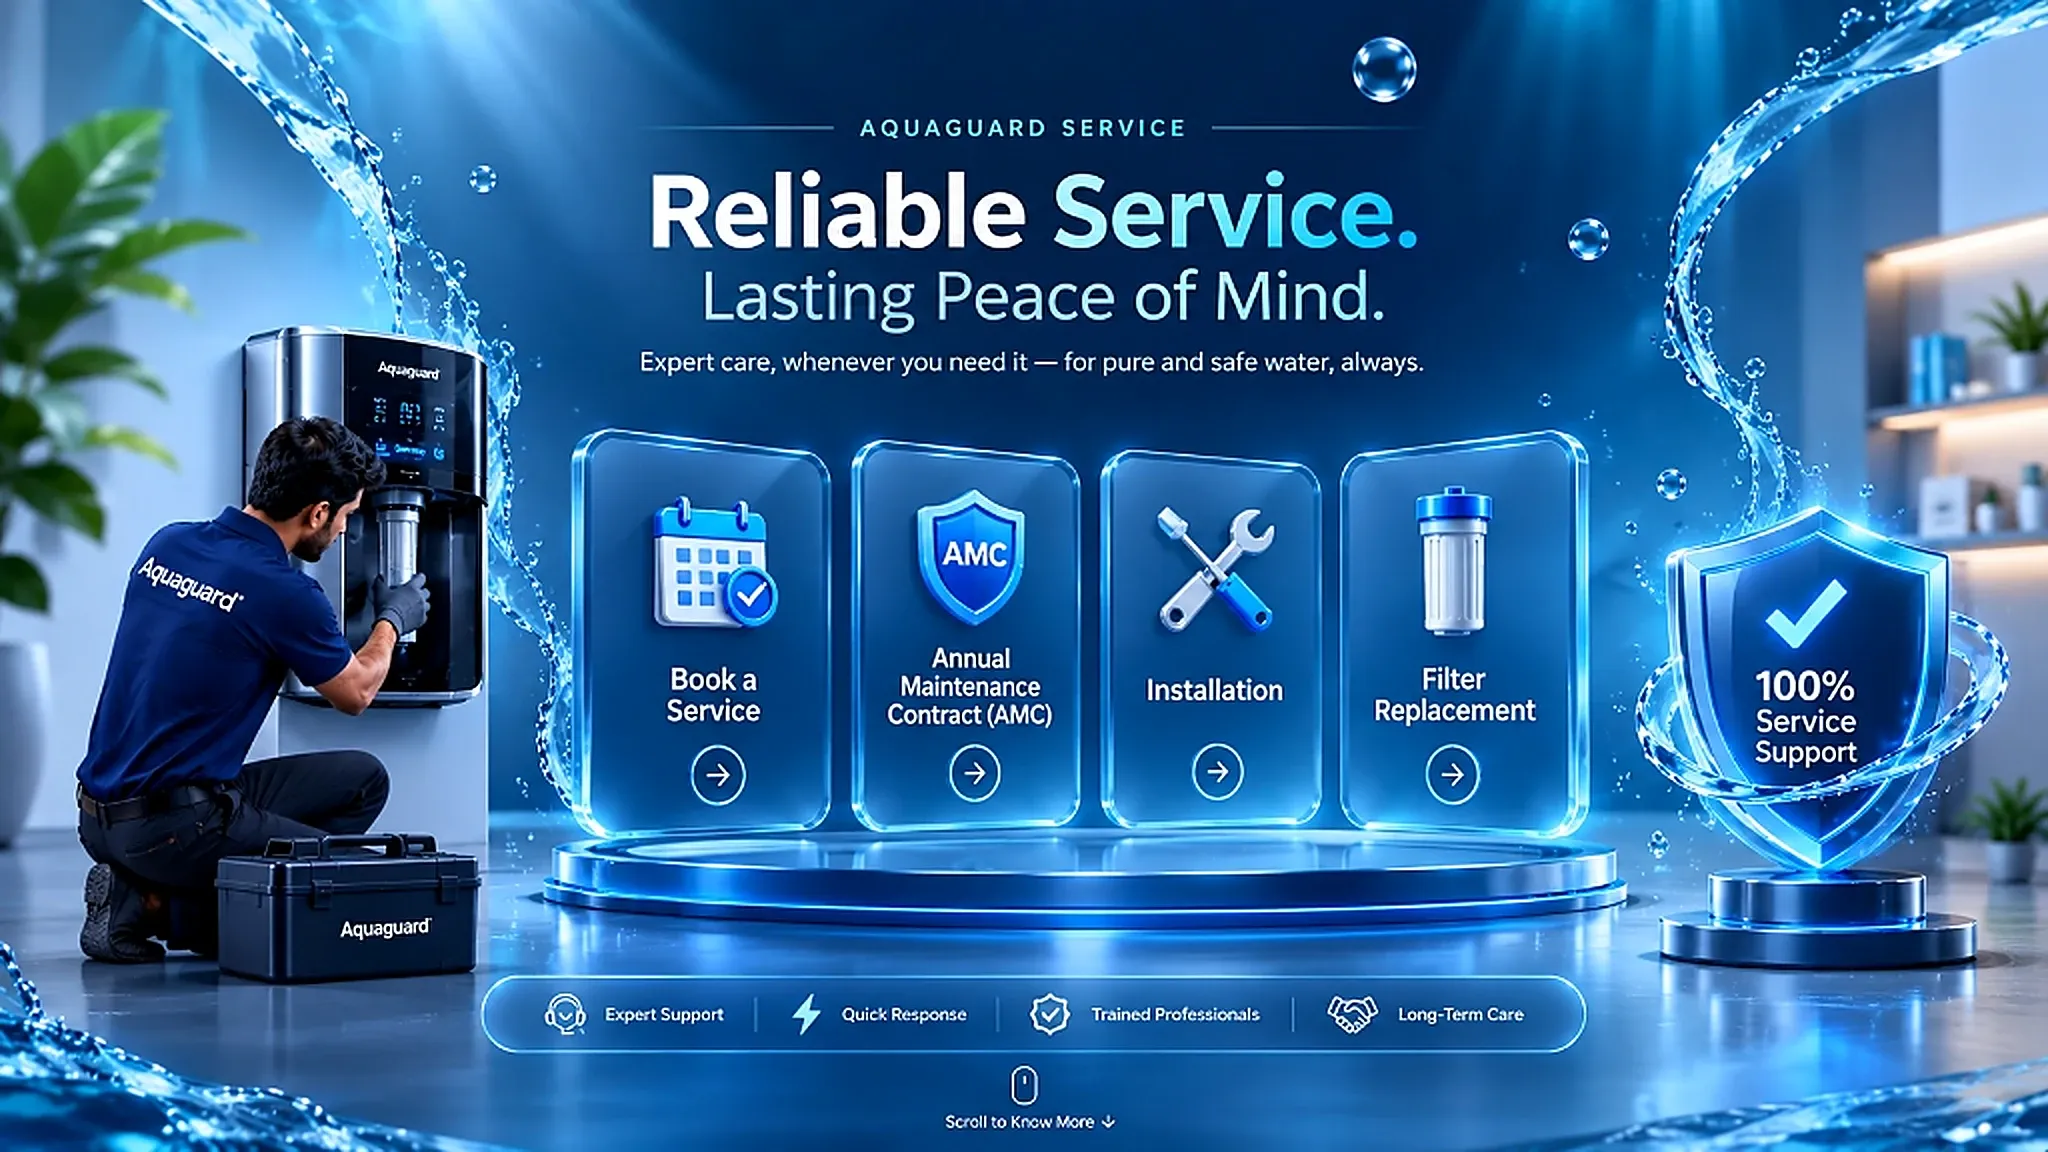 AQUAGUARD SERVICE
Reliable Service.
Lasting Peace of Mind.
Expert care, whenever you need it — for pure and safe water, always.
Aquaguard
Aquaguard
Aquaguard
Book a
Service
AMC
Annual
Maintenance
Contract (AMC)
Installation
Filter
Replacement
100%
Service
Support
Expert Support
Quick Response
Trained Professionals
Long-Term Care
Scroll to Know More ↓